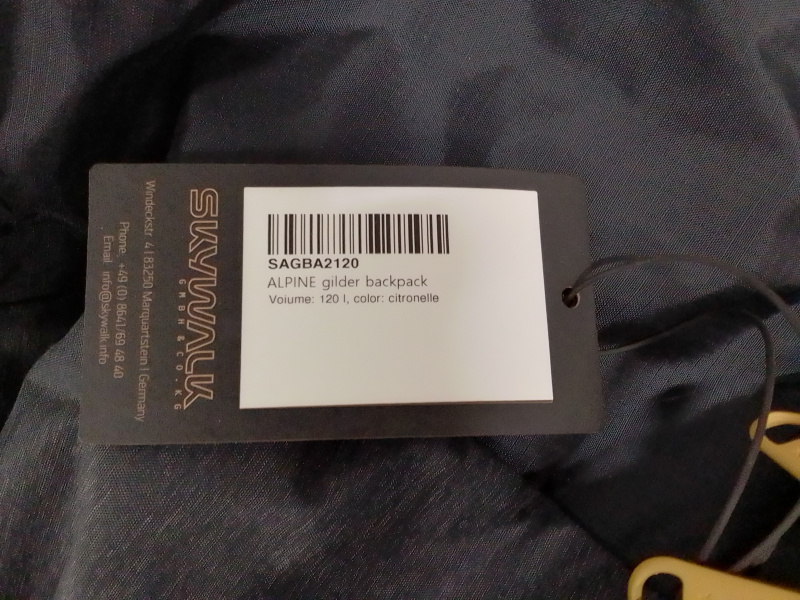 SAGBA2120
ALPINE gilder backpack
Voiume: 120 l, color: citronelle
SKYWALK
GMBH & CO. KG
Windeckstr. 4 | 83250 Marquartstein | Germany
Phone: +49 (0) 8641/69 48 40
Email: info@skywalk.info